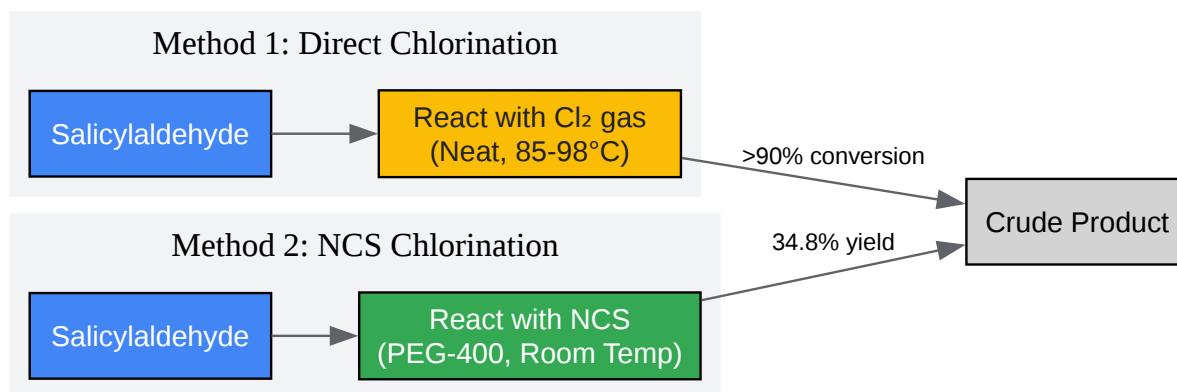 Method 1: Direct Chlorination
Salicylaldehyde
React with Cl₂ gas
(Neat, 85-98°C)
>90% conversion
Crude Product
Method 2: NCS Chlorination
34.8% yield
Salicylaldehyde
React with NCS
(PEG-400, Room Temp)